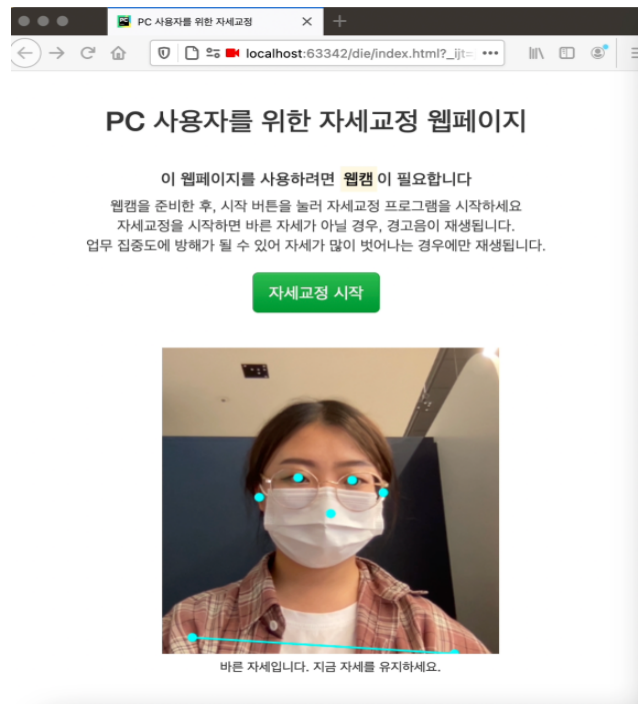 PC 사용자를 위한 자세교정
localhost:63342/die/index.html?_ijt=
PC 사용자를 위한 자세교정 웹페이지
이 웹페이지를 사용하려면 웹캠 이 필요합니다
웹캠을 준비한 후, 시작 버튼을 눌러 자세교정 프로그램을 시작하세요
자세교정을 시작하면 바른 자세가 아닐 경우, 경고음이 재생됩니다.
업무 집중도에 방해가 될 수 있어 자세가 많이 벗어나는 경우에만 재생됩니다.
자세교정 시작
바른 자세입니다. 지금 자세를 유지하세요.